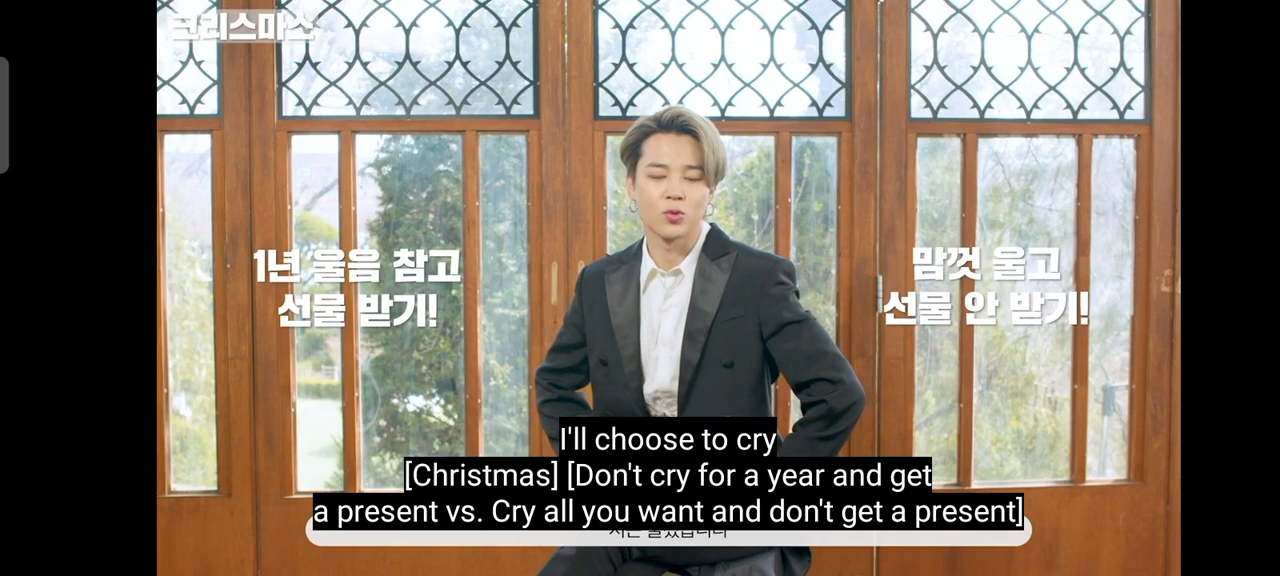 크리스마스
1년 울음 참고
선물 받기!
맘껏 울고
선물 안 받기!
I'll choose to cry
[Christmas] [Don't cry for a year and get
a present vs. Cry all you want and don't get a present]